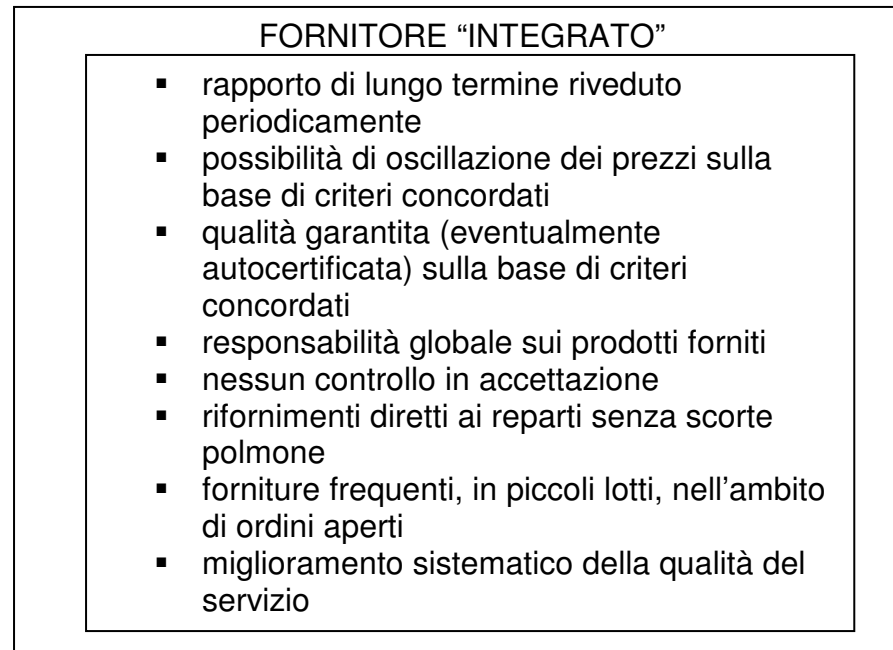 FORNITORE “INTEGRATO”
▪ rapporto di lungo termine riveduto
periodicamente
▪ possibilità di oscillazione dei prezzi sulla
base di criteri concordati
▪ qualità garantita (eventualmente
autocertificata) sulla base di criteri
concordati
▪ responsabilità globale sui prodotti forniti
▪ nessun controllo in accettazione
▪ rifornimenti diretti ai reparti senza scorte
polmone
▪ forniture frequenti, in piccoli lotti, nell’ambito
di ordini aperti
▪ miglioramento sistematico della qualità del
servizio